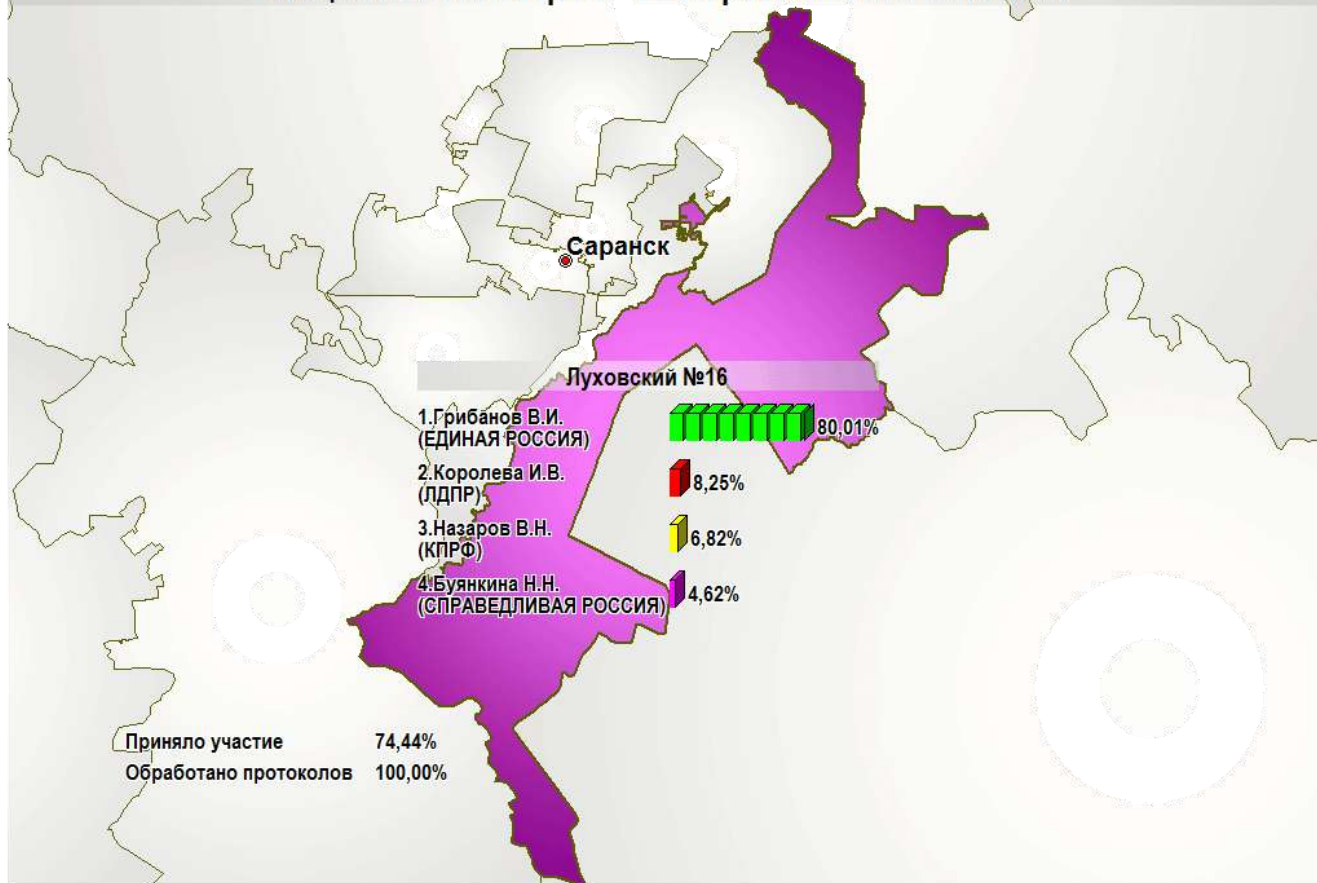 Саранск
Луховский №16
1.Грибанов В.И.
(ЕДИНАЯ РОССИЯ)
80,01%
2.Королева И.В.
(ЛДПР)
8,25%
3.Назаров В.Н.
(КПРФ)
6,82%
4.Буянкина Н.Н.
(СПРАВЕДЛИВАЯ РОССИЯ)
4,62%
Приняло участие 74,44%
Обработано протоколов 100,00%